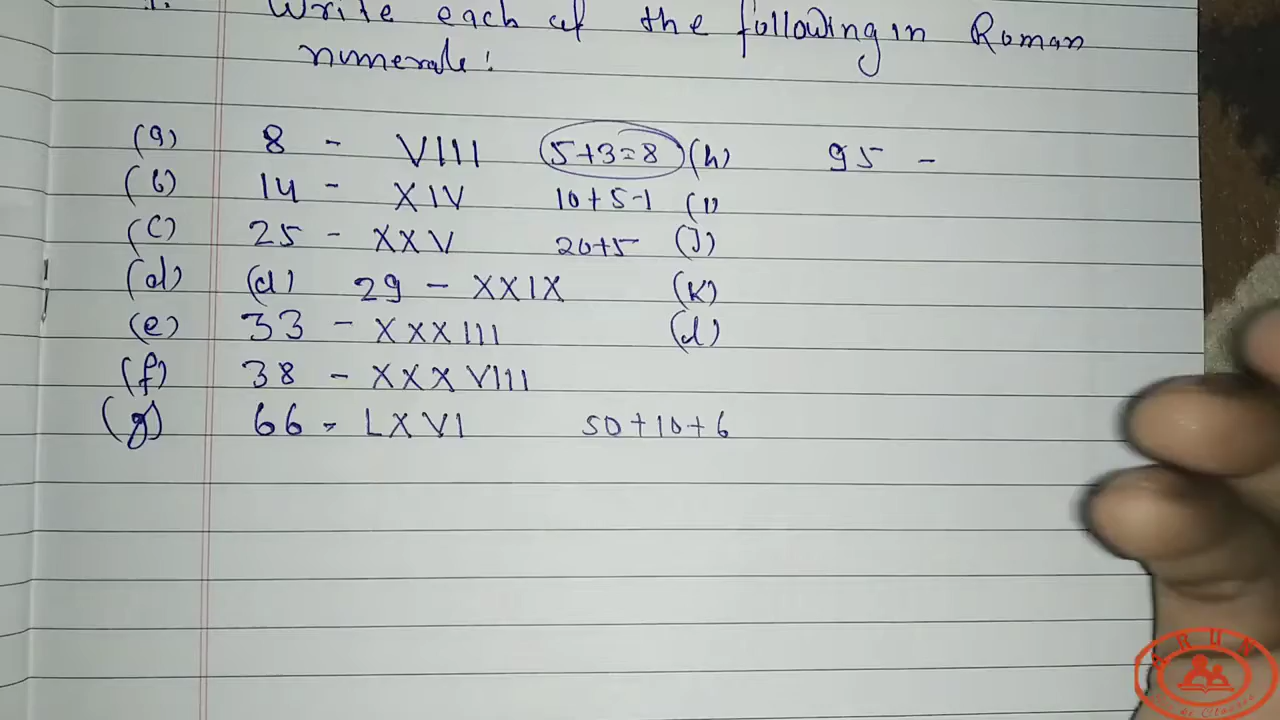 1. Write each of the following in Roman
numerals:
(a) 8 - VIII 5+3=8 (h) 95 -
(b) 14 - XIV 10+5-1 (I)
(c) 25 - XXV 20+5 (J)
(d) (d) 29 - XXIX (K)
(e) 33 - XXXIII (d)
(f) 38 - XXXVIII
(g) 66 - LXVI 50+10+6